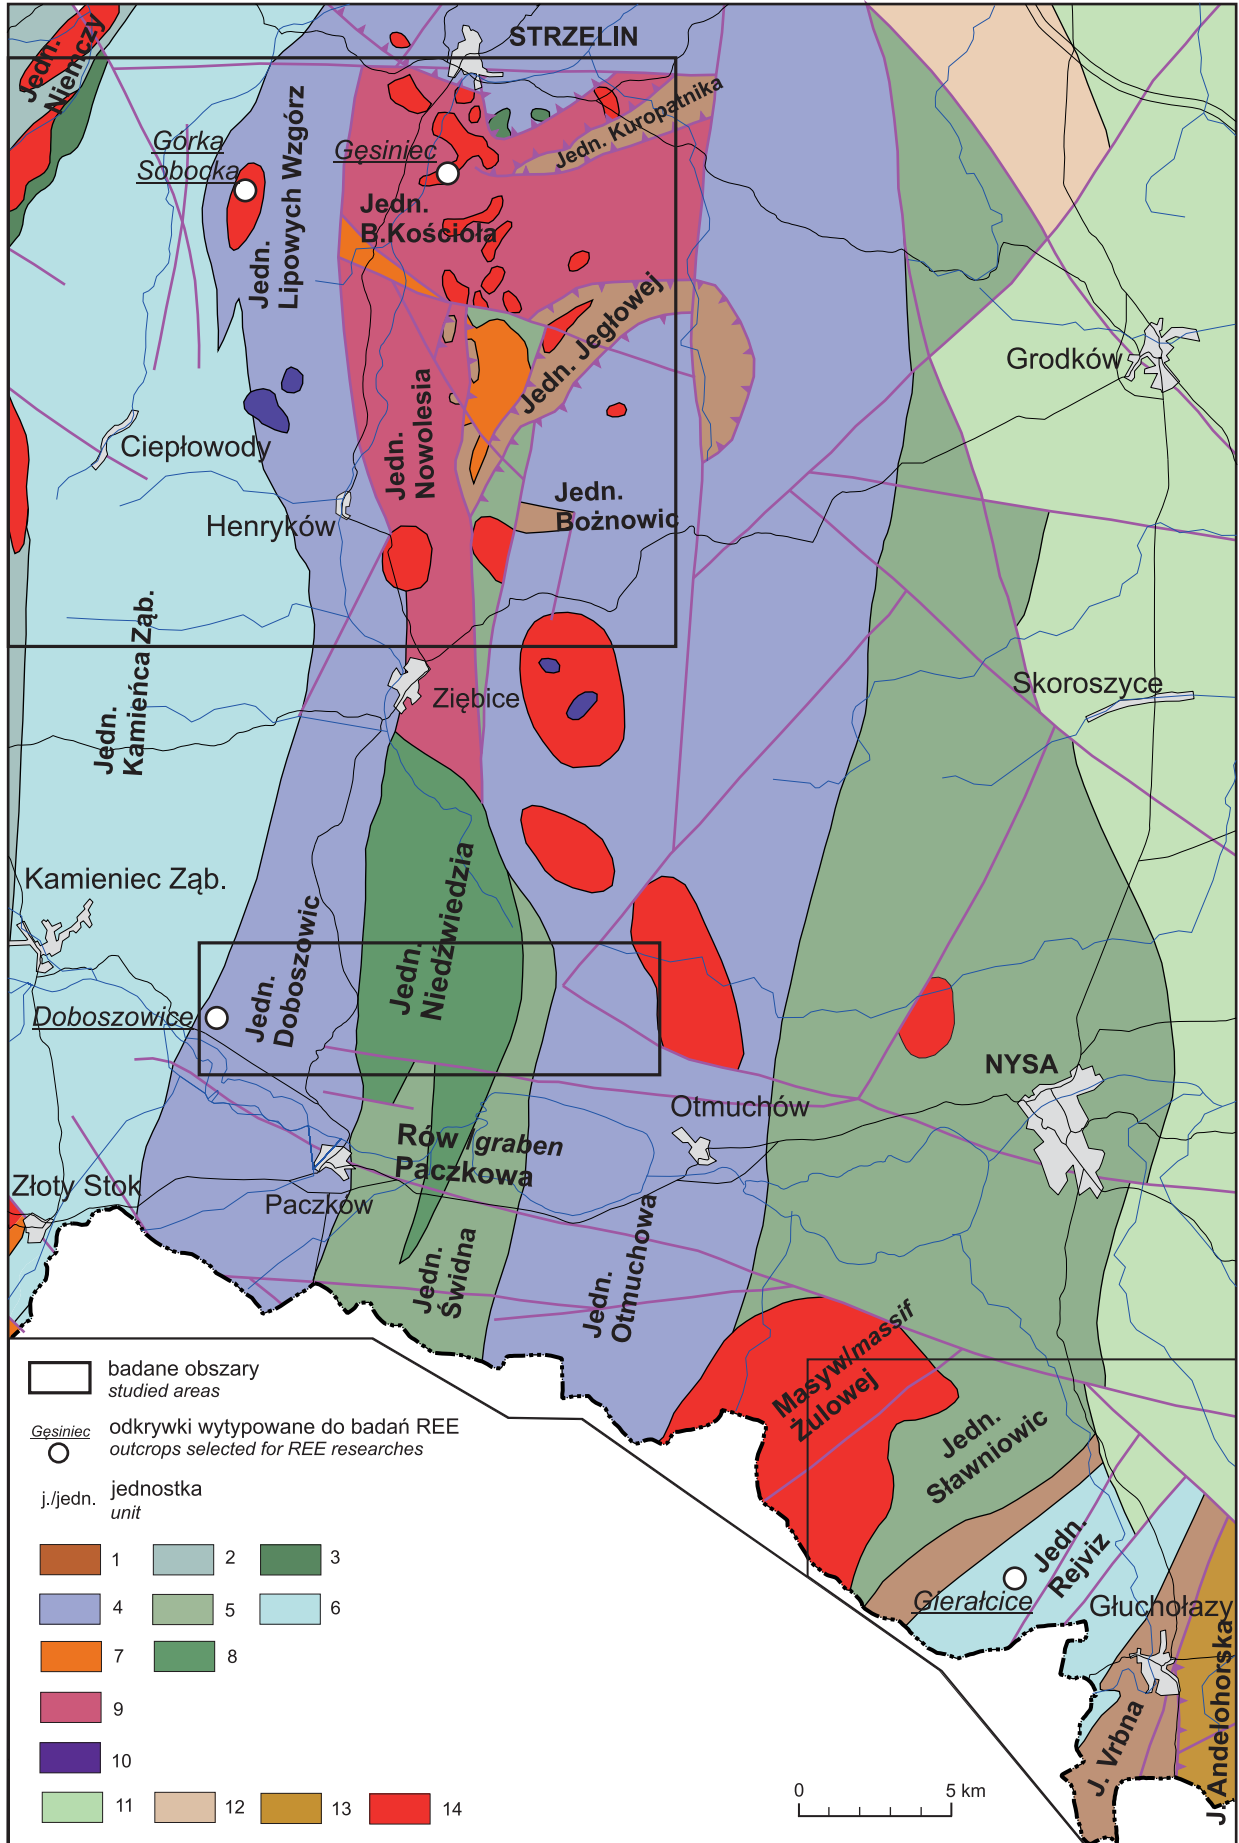 STRZELIN
Jedn.
Niemczy
Górka
Sobocka
Gęsiniec
Jedn. Kuropatnika
Jedn.
Lipowych Wzgórz
Jedn.
B.Kościoła
Jedn. Jegłowej
Grodków
Jedn.
Nowolesia
Ciepłowody
Jedn.
Bożnowic
Henryków
Jedn.
Kamieńca Ząb.
Ziębice
Skoroszyce
Kamieniec Ząb.
Jedn.
Doboszowic
Jedn.
Niedźwiedzia
Doboszowice
NYSA
Otmuchów
Rów /graben
Paczkowa
Złoty Stok
Paczków
Jedn.
Świdna
Jedn.
Otmuchowa
Masyw/massif
Żulowej
Jedn.
Sławniowic
Jedn.
Rejviz
Gierałcice
Głuchołazy
J. Vrbna
J. Andelohorska
badane obszary
studied areas
Gęsiniec
odkrywki wytypowane do badań REE
outcrops selected for REE researches
j./jedn.
jednostka
unit
1 2 3
4 5 6
7 8
9
10
11 12 13 14
0 5 km